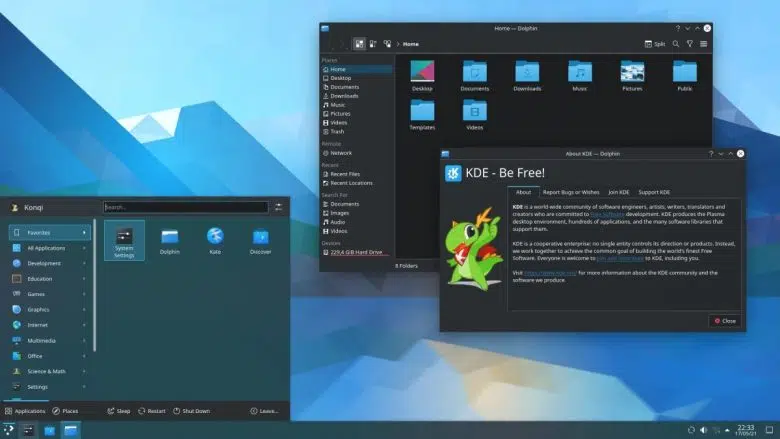 Home — Dolphin
Home
Split
Places
Home
Desktop
Documents
Downloads
Music
Pictures
Videos
Trash
Remote
Network
Recent
Recent Files
Recent Locations
Search For
Documents
Images
Audio
Videos
Devices
229,4 GiB Hard Drive
Desktop
Documents
Downloads
Music
Pictures
Public
Templates
Videos
8 Folders
About KDE — Dolphin
KDE - Be Free!
About
Report Bugs or Wishes
Join KDE
Support KDE
KDE is a world-wide community of software engineers, artists, writers, translators and
creators who are committed to Free Software development. KDE produces the Plasma
desktop environment, hundreds of applications, and the many software libraries that
support them.
KDE is a cooperative enterprise: no single entity controls its direction or products. Instead,
we work together to achieve the common goal of building the world's finest Free
Software. Everyone is welcome to join and contribute to KDE, including you.
Visit https://www.kde.org/ for more information about the KDE community and the
software we produce.
Close
Konqi
Search...
Favorites
All Applications
Development
Education
Games
Graphics
Internet
Multimedia
Office
Science & Math
Settings
System
Settings
Dolphin
Kate
Discover
Applications
Places
Sleep
Restart
Shut Down
Leave...
22:33
17/05/21